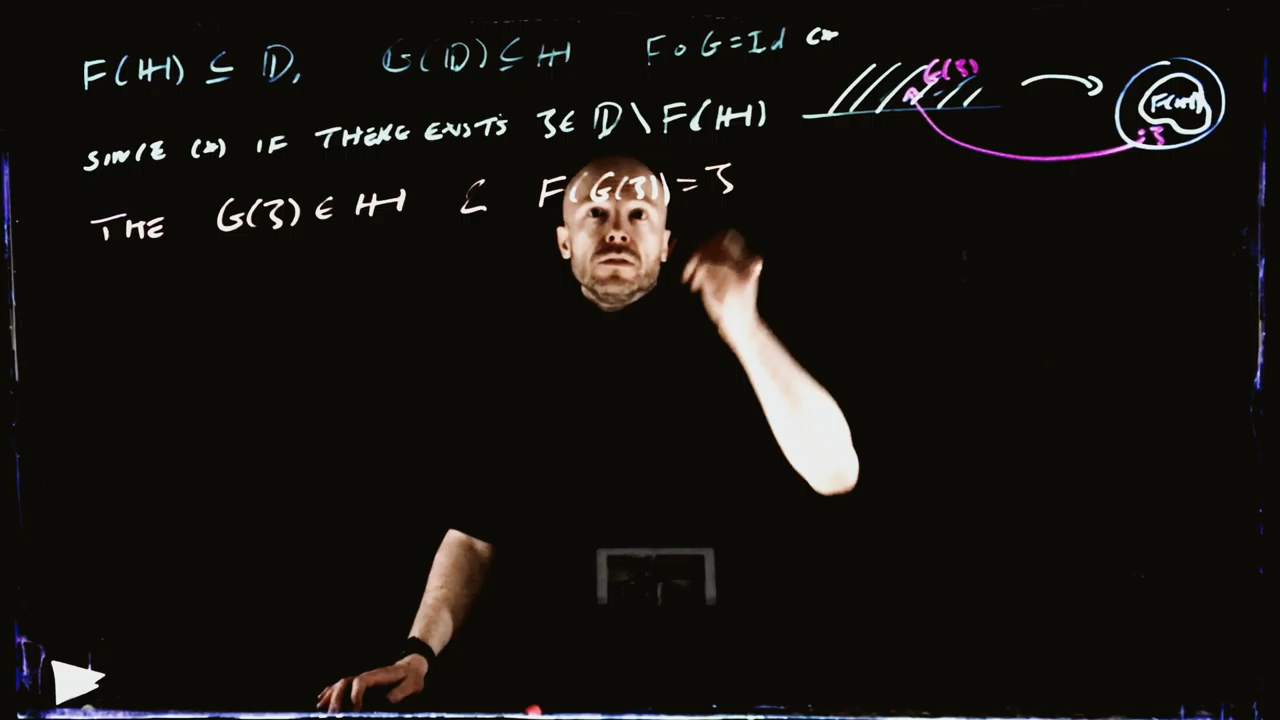 F(ℍ) ⊆ 𝔻, G(𝔻) ⊆ ℍ F∘G=Id (*)
SINCE (*) IF THERE EXISTS ζ∈ 𝔻 \ F(ℍ)
THE G(ζ) ∈ ℍ & F(G(ζ)) = ζ
G(ζ)
F(ℍ)
ζ